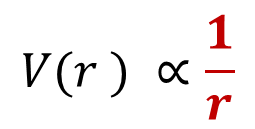 V(r) ∝ 1/r